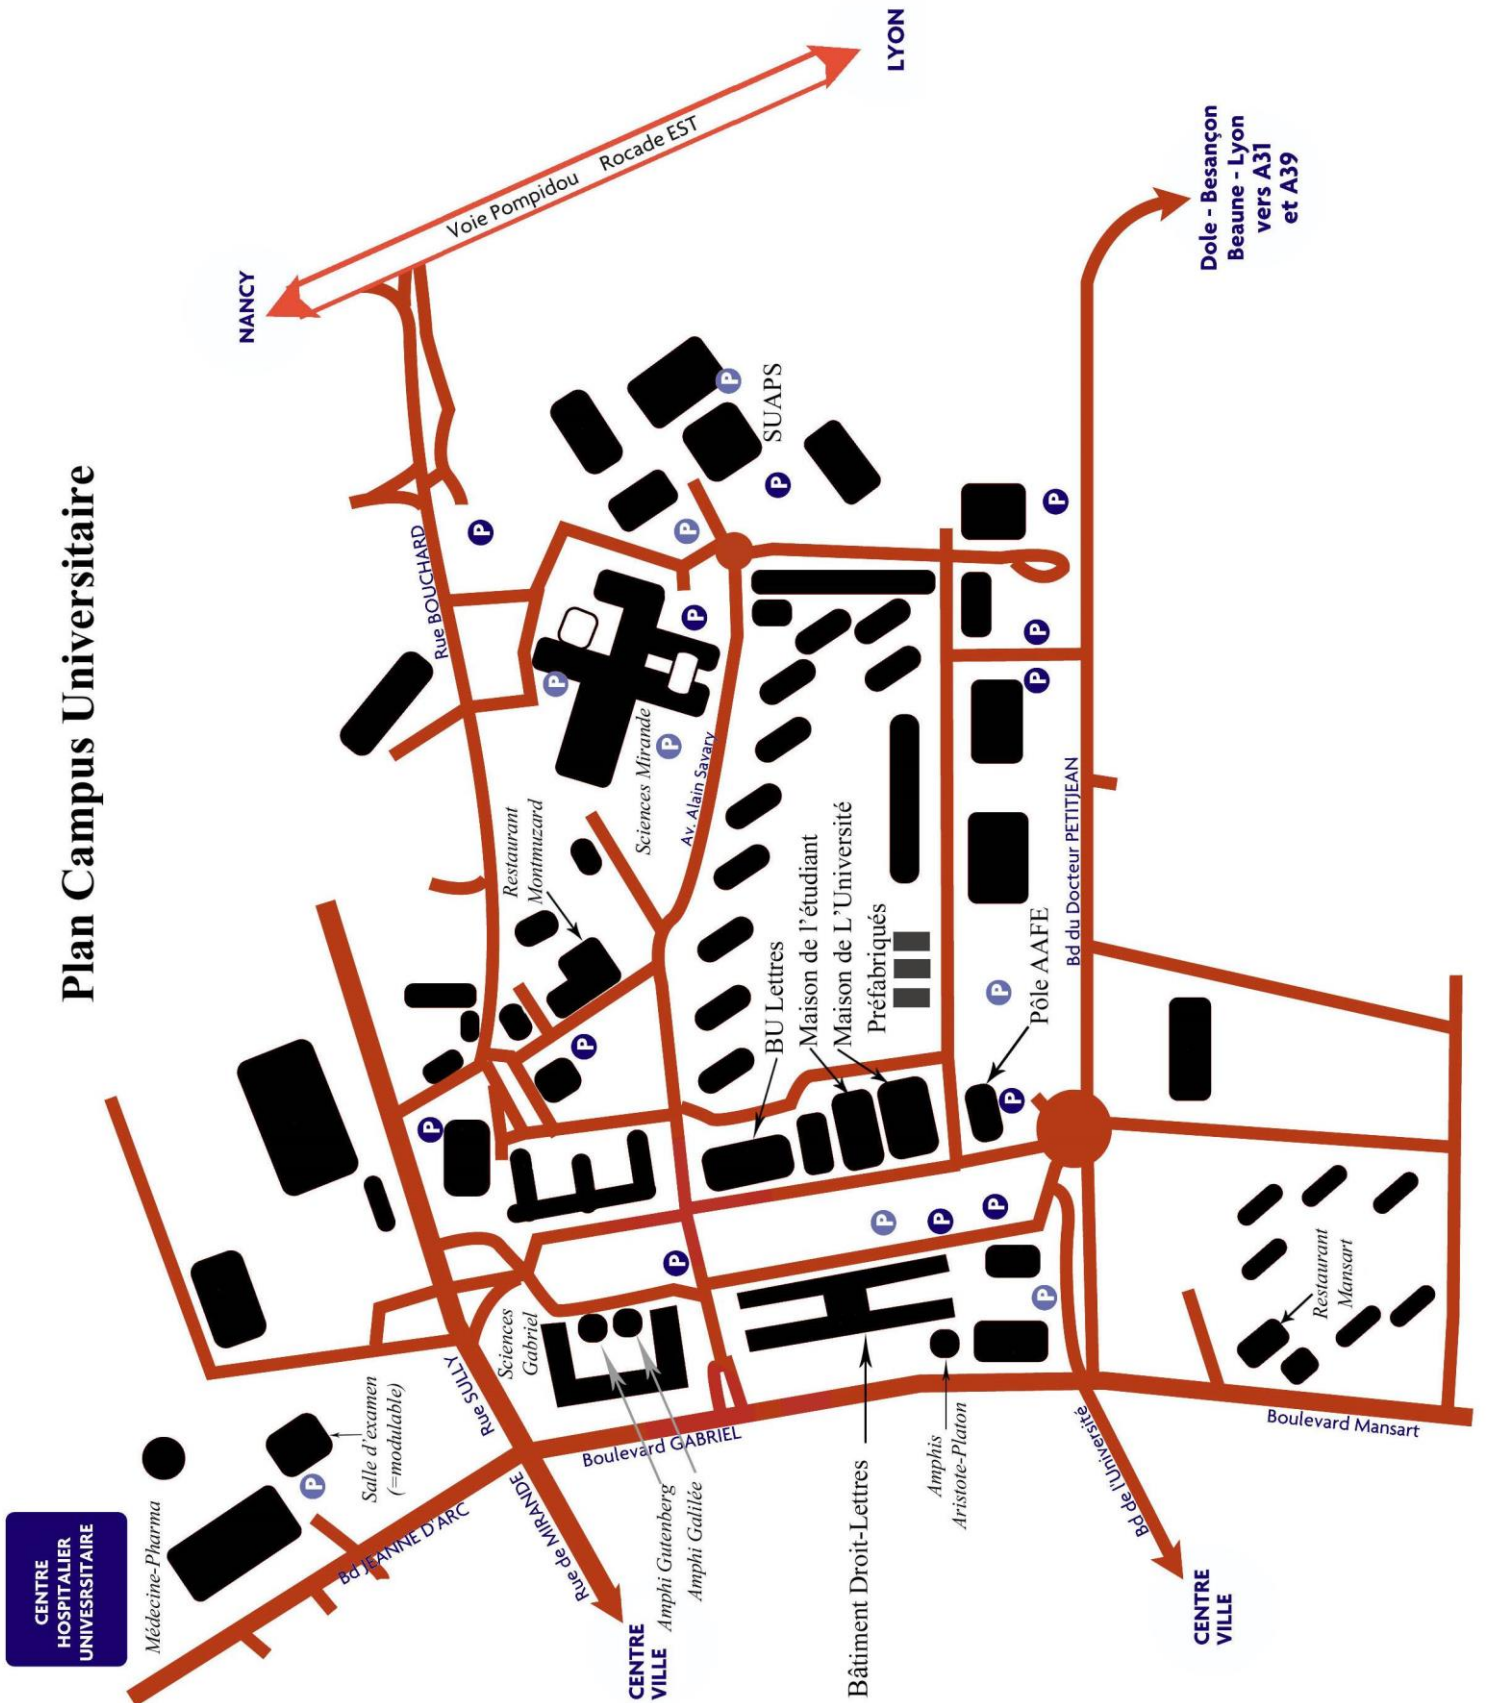 Plan Campus Universitaire
CENTRE
HOSPITALIER
UNIVESRSITAIRE
Médecine-Pharma
Salle d'examen
(=modulable)
P
Bd JEANNE D'ARC
Rue SULLY
Rue de MIRANDE
CENTRE
VILLE
Boulevard GABRIEL
Sciences
Gabriel
Amphi Gutenberg
Amphi Galilée
Bâtiment Droit-Lettres
Amphis
Aristote-Platon
Bd de l'Université
CENTRE
VILLE
Boulevard Mansart
Restaurant
Mansart
P
P
P
P
P
P
P
P
P
P
BU Lettres
Maison de l'étudiant
Maison de L'Université
Préfabriqués
Pôle AAFE
Bd du Docteur PETITJEAN
Restaurant
Montmuzard
Sciences Mirande
Av. Alain Savary
Rue BOUCHARD
P
P
P
P
P
P
P
P
P
SUAPS
NANCY
Voie Pompidou
Rocade EST
LYON
Dole - Besançon
Beaune - Lyon
vers A31
et A39